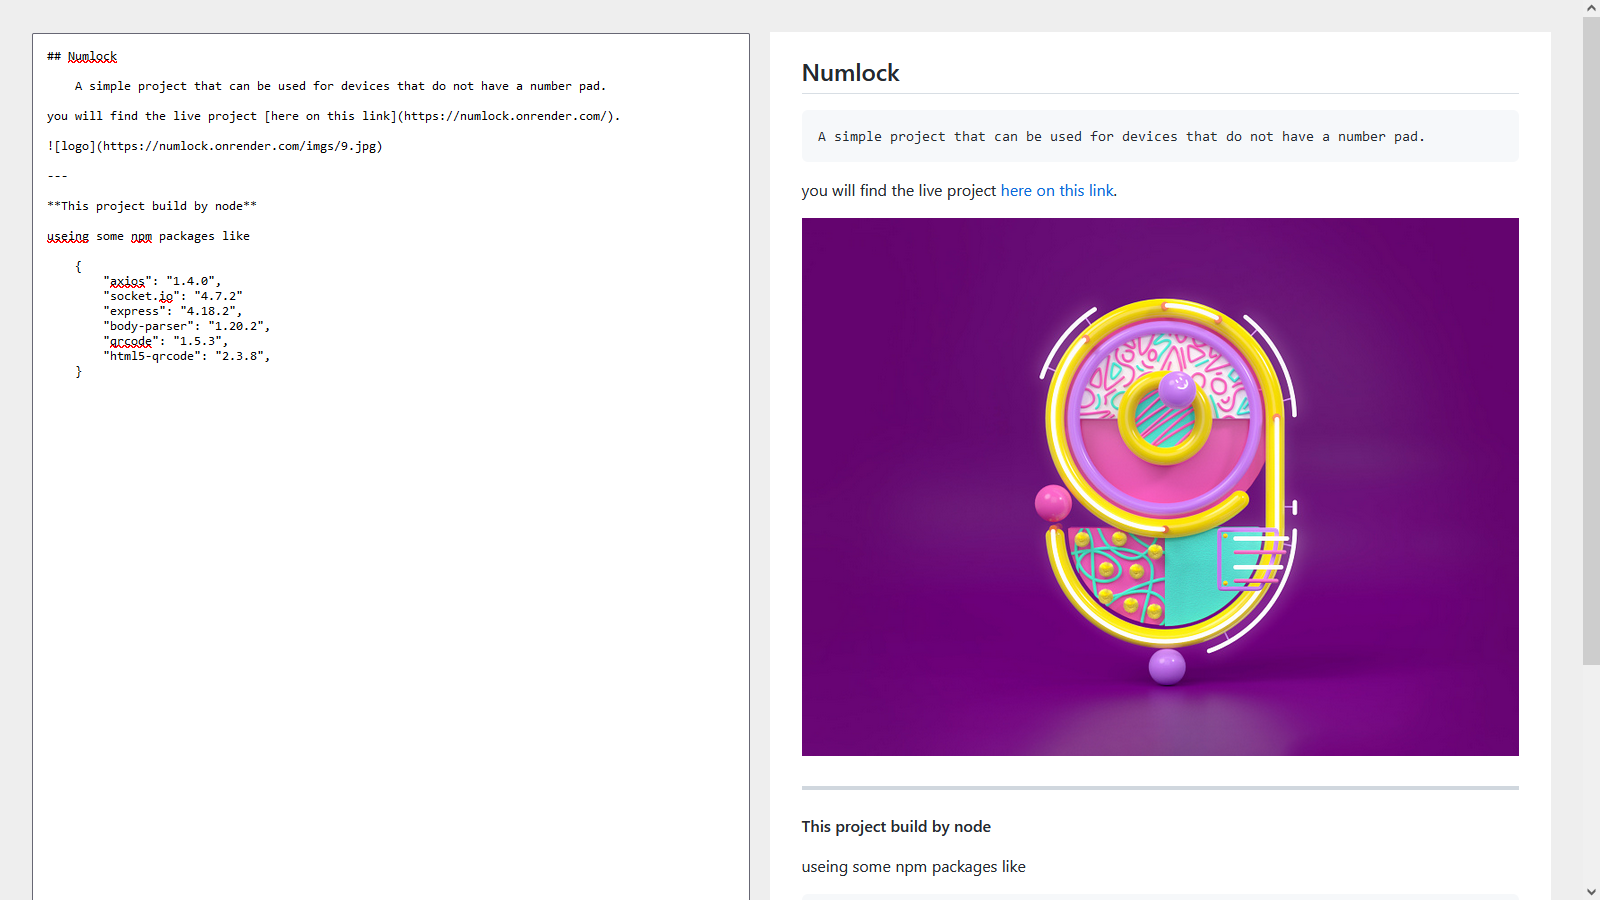 ## Numlock
A simple project that can be used for devices that do not have a number pad.
you will find the live project [here on this link](https://numlock.onrender.com/).
![logo](https://numlock.onrender.com/imgs/9.jpg)
---
**This project build by node**
useing some npm packages like
{
"axios": "1.4.0",
"socket.io": "4.7.2"
"express": "4.18.2",
"body-parser": "1.20.2",
"qrcode": "1.5.3",
"html5-qrcode": "2.3.8",
}
Numlock
A simple project that can be used for devices that do not have a number pad.
you will find the live project here on this link.
This project build by node
useing some npm packages like